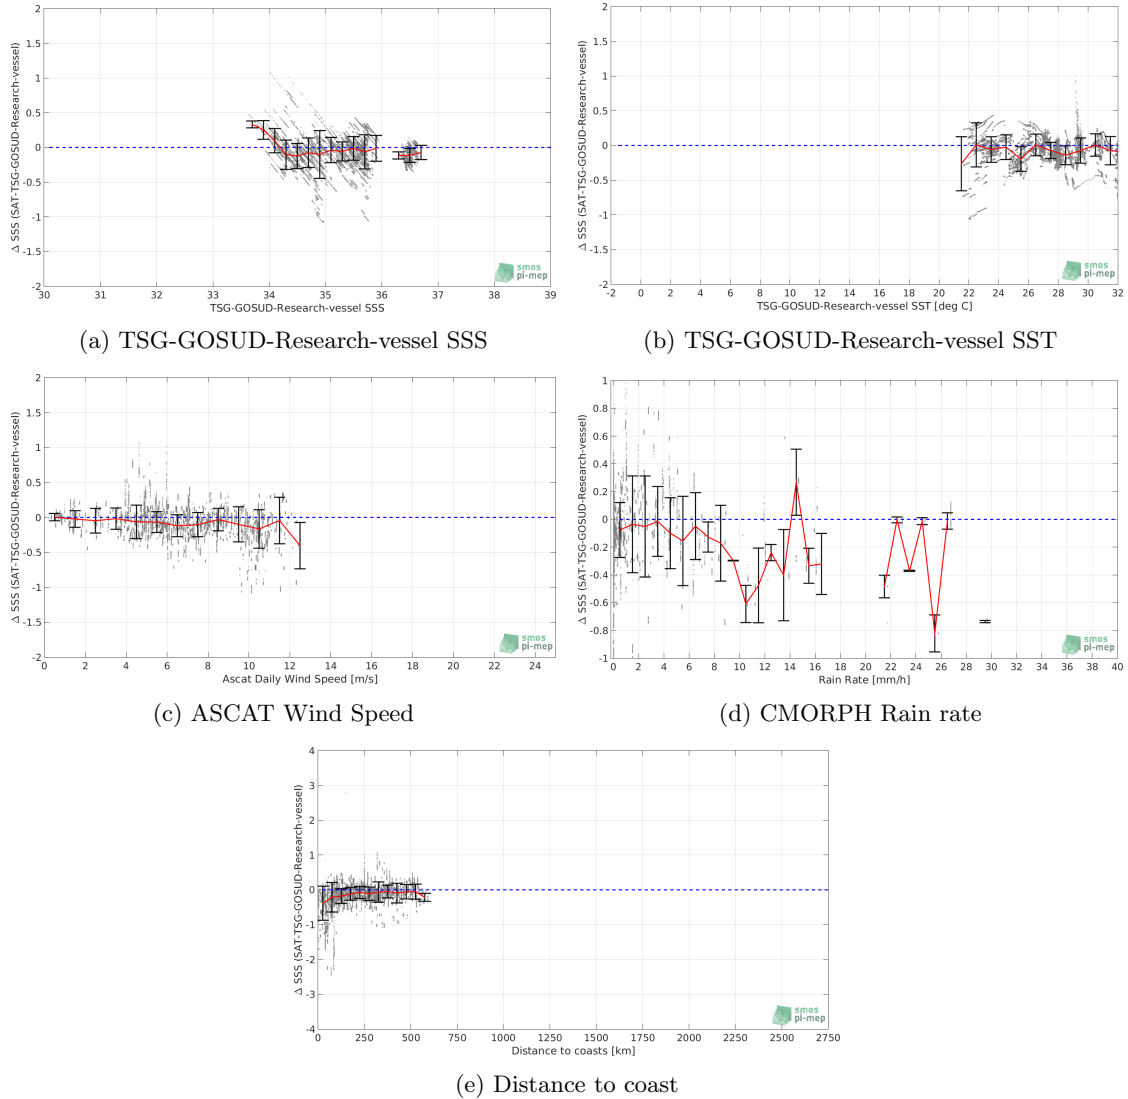 2
1.5
1
0.5
0
-0.5
-1
-1.5
-2
Δ SSS (SAT-TSG-GOSUD-Research-vessel)
30 31 32 33 34 35 36 37 38 39
TSG-GOSUD-Research-vessel SSS
smos
pi-mep
(a) TSG-GOSUD-Research-vessel SSS
2
1.5
1
0.5
0
-0.5
-1
-1.5
-2
Δ SSS (SAT-TSG-GOSUD-Research-vessel)
-2 0 2 4 6 8 10 12 14 16 18 20 22 24 26 28 30 32
TSG-GOSUD-Research-vessel SST [deg C]
smos
pi-mep
(b) TSG-GOSUD-Research-vessel SST
2
1.5
1
0.5
0
-0.5
-1
-1.5
-2
Δ SSS (SAT-TSG-GOSUD-Research-vessel)
0 2 4 6 8 10 12 14 16 18 20 22 24
Ascat Daily Wind Speed [m/s]
smos
pi-mep
(c) ASCAT Wind Speed
1
0.8
0.6
0.4
0.2
0
-0.2
-0.4
-0.6
-0.8
-1
Δ SSS (SAT-TSG-GOSUD-Research-vessel)
0 2 4 6 8 10 12 14 16 18 20 22 24 26 28 30 32 34 36 38 40
Rain Rate [mm/h]
smos
pi-mep
(d) CMORPH Rain rate
4
3
2
1
0
-1
-2
-3
-4
Δ SSS (SAT-TSG-GOSUD-Research-vessel)
0 250 500 750 1000 1250 1500 1750 2000 2250 2500 2750
Distance to coasts [km]
smos
pi-mep
(e) Distance to coast